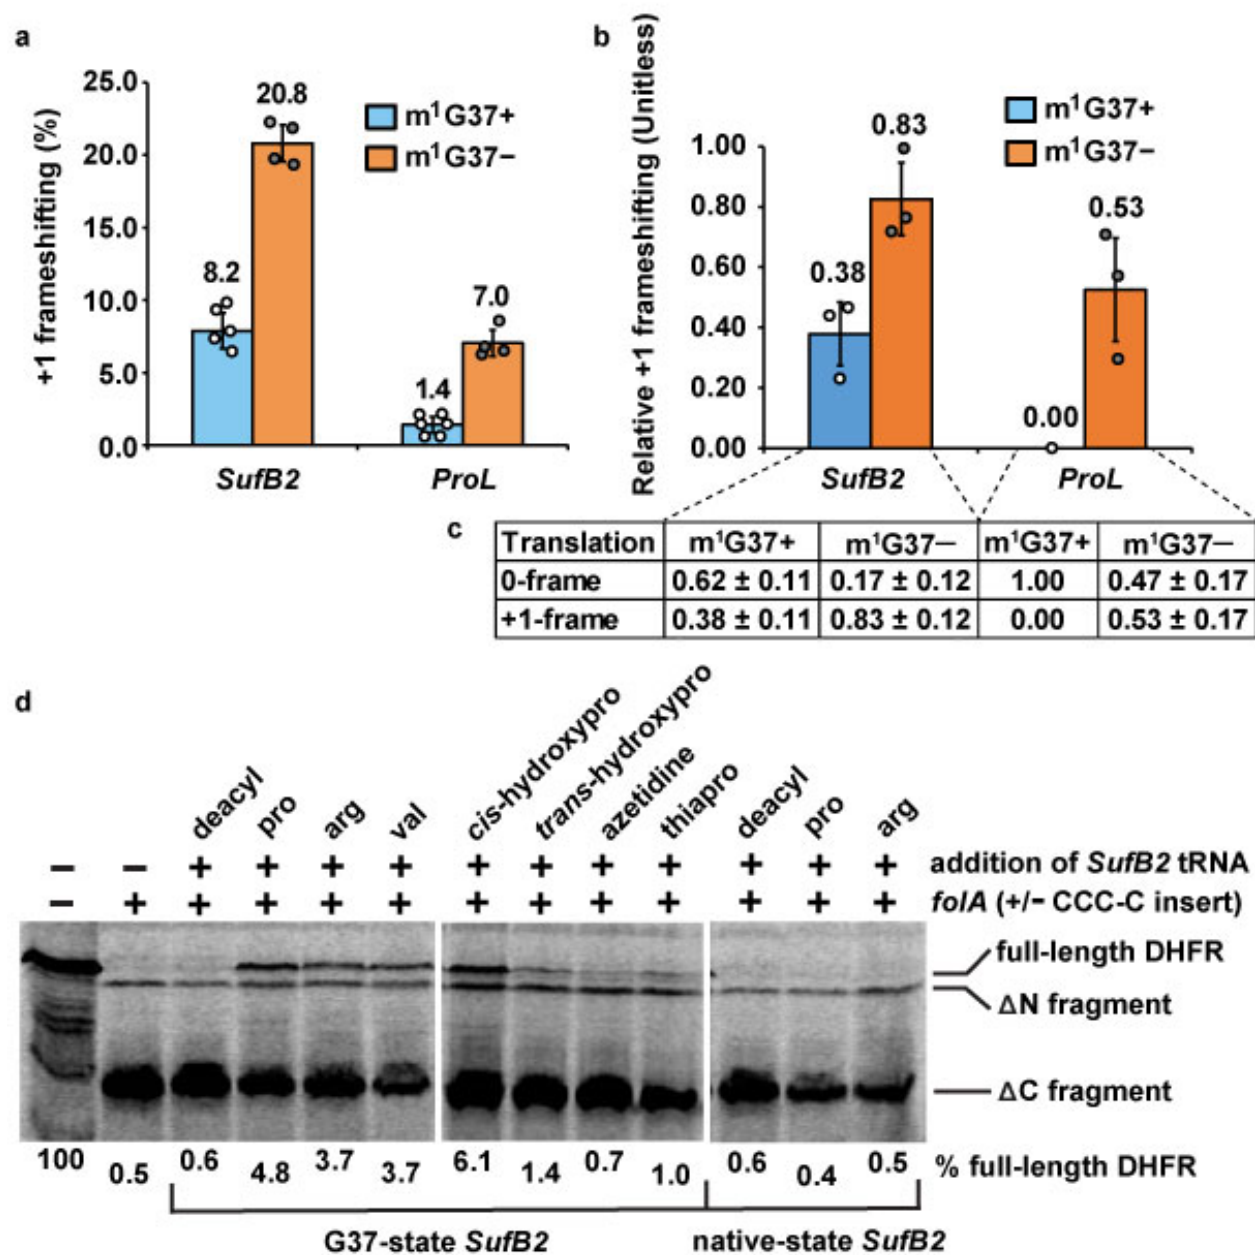 a
+1 frameshifting (%)
25.0
20.0
15.0
10.0
5.0
0.0
8.2
20.8
1.4
7.0
m¹G37+
m¹G37−
SufB2
ProL
b
Relative +1 frameshifting (Unitless)
1.00
0.80
0.60
0.40
0.20
0.00
0.38
0.83
0.00
0.53
m¹G37+
m¹G37−
SufB2
ProL
c
Translation m¹G37+ m¹G37− m¹G37+ m¹G37−
0-frame 0.62 ± 0.11 0.17 ± 0.12 1.00 0.47 ± 0.17
+1-frame 0.38 ± 0.11 0.83 ± 0.12 0.00 0.53 ± 0.17
d
deacyl
pro
arg
val
cis-hydroxypro
trans-hydroxypro
azetidine
thiapro
deacyl
pro
arg
− − + + + + + + + + + + + addition of SufB2 tRNA
− + + + + + + + + + + + + folA (+/− CCC-C insert)
full-length DHFR
ΔN fragment
ΔC fragment
100 0.5 0.6 4.8 3.7 3.7 6.1 1.4 0.7 1.0 0.6 0.4 0.5 % full-length DHFR
G37-state SufB2 native-state SufB2